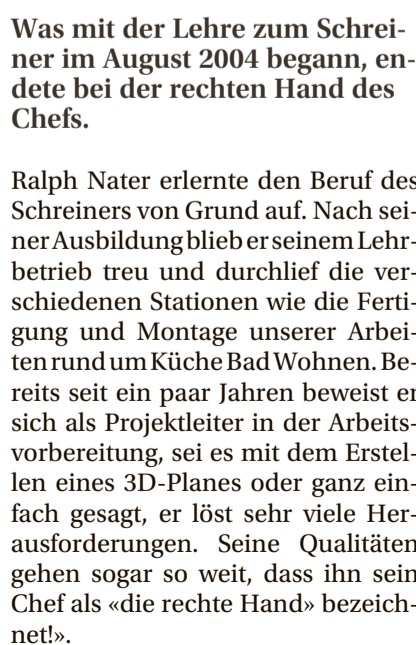 Was mit der Lehre zum Schrei-
ner im August 2004 begann, en-
dete bei der rechten Hand des
Chefs.
Ralph Nater erlernte den Beruf des
Schreiners von Grund auf. Nach sei-
ner Ausbildung blieb er seinem Lehr-
betrieb treu und durchlief die ver-
schiedenen Stationen wie die Ferti-
gung und Montage unserer Arbei-
ten rund um Küche Bad Wohnen. Be-
reits seit ein paar Jahren beweist er
sich als Projektleiter in der Arbeits-
vorbereitung, sei es mit dem Erstel-
len eines 3D-Planes oder ganz ein-
fach gesagt, er löst sehr viele Her-
ausforderungen. Seine Qualitäten
gehen sogar so weit, dass ihn sein
Chef als «die rechte Hand» bezeich-
net!».